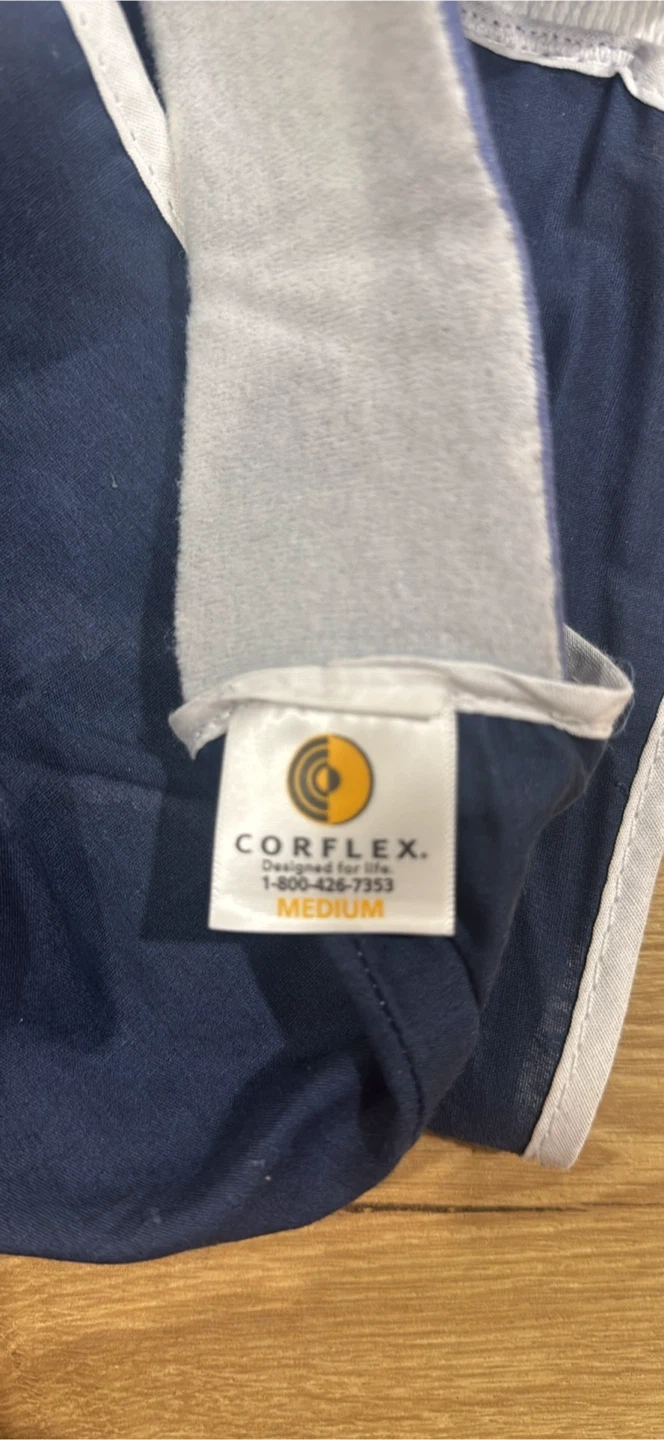 CORFLEX.
Designed for life.
1-800-426-7353
MEDIUM